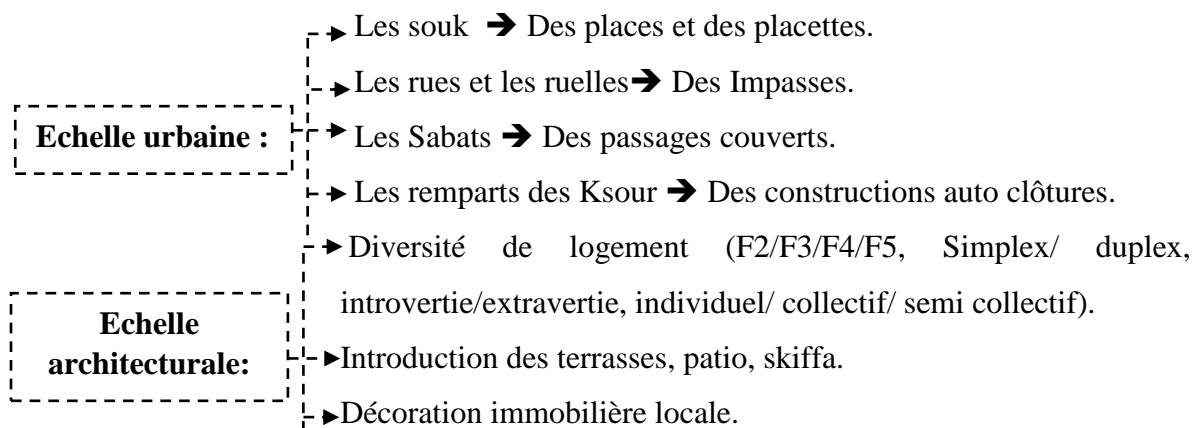 Les souk ➔ Des places et des placettes.
Les rues et les ruelles➔ Des Impasses.
Echelle urbaine :
Les Sabats ➔ Des passages couverts.
Les remparts des Ksour ➔ Des constructions auto clôtures.
Diversité de logement (F2/F3/F4/F5, Simplex/ duplex,
introvertie/extravertie, individuel/ collectif/ semi collectif).
Echelle
architecturale:
Introduction des terrasses, patio, skiffa.
Décoration immobilière locale.